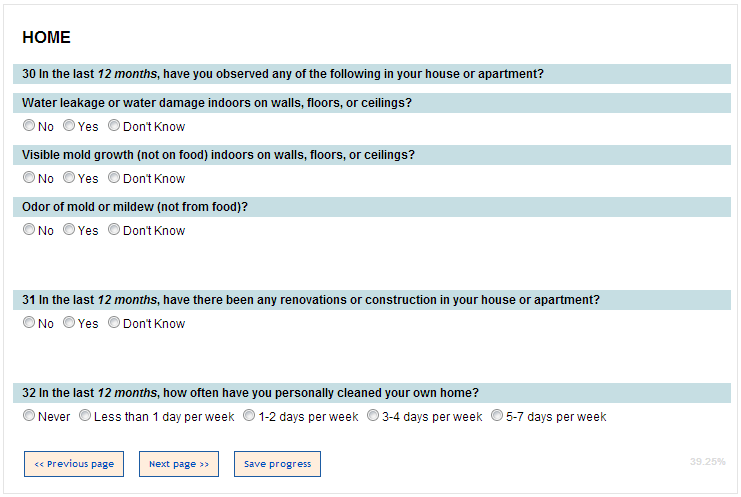 HOME
30 In the last 12 months, have you observed any of the following in your house or apartment?
Water leakage or water damage indoors on walls, floors, or ceilings?
No Yes Don't Know
Visible mold growth (not on food) indoors on walls, floors, or ceilings?
No Yes Don't Know
Odor of mold or mildew (not from food)?
No Yes Don't Know
31 In the last 12 months, have there been any renovations or construction in your house or apartment?
No Yes Don't Know
32 In the last 12 months, how often have you personally cleaned your own home?
Never Less than 1 day per week 1-2 days per week 3-4 days per week 5-7 days per week
<< Previous page Next page >> Save progress 39.25%